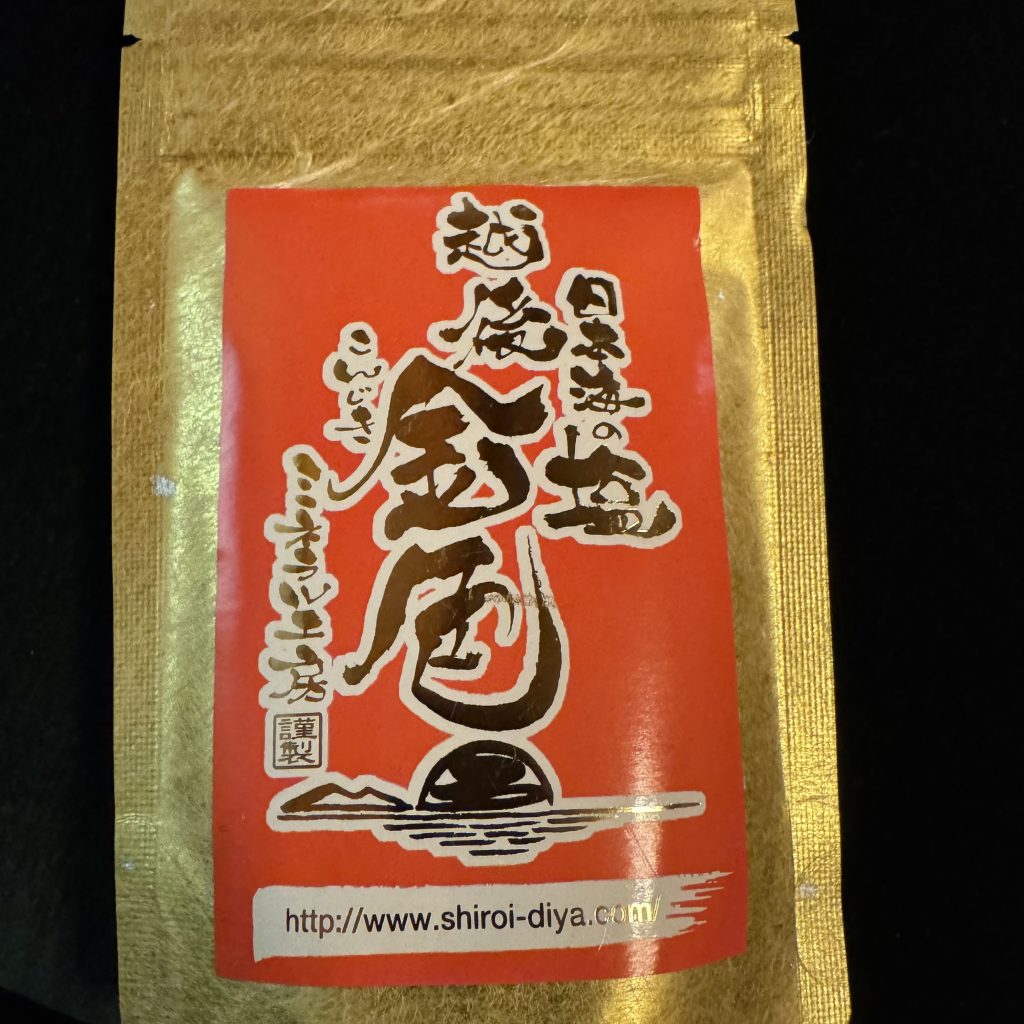 日本海の塩
越後
金色
こんじき
ミネラル工房
謹製
http://www.shiroi-diya.com/